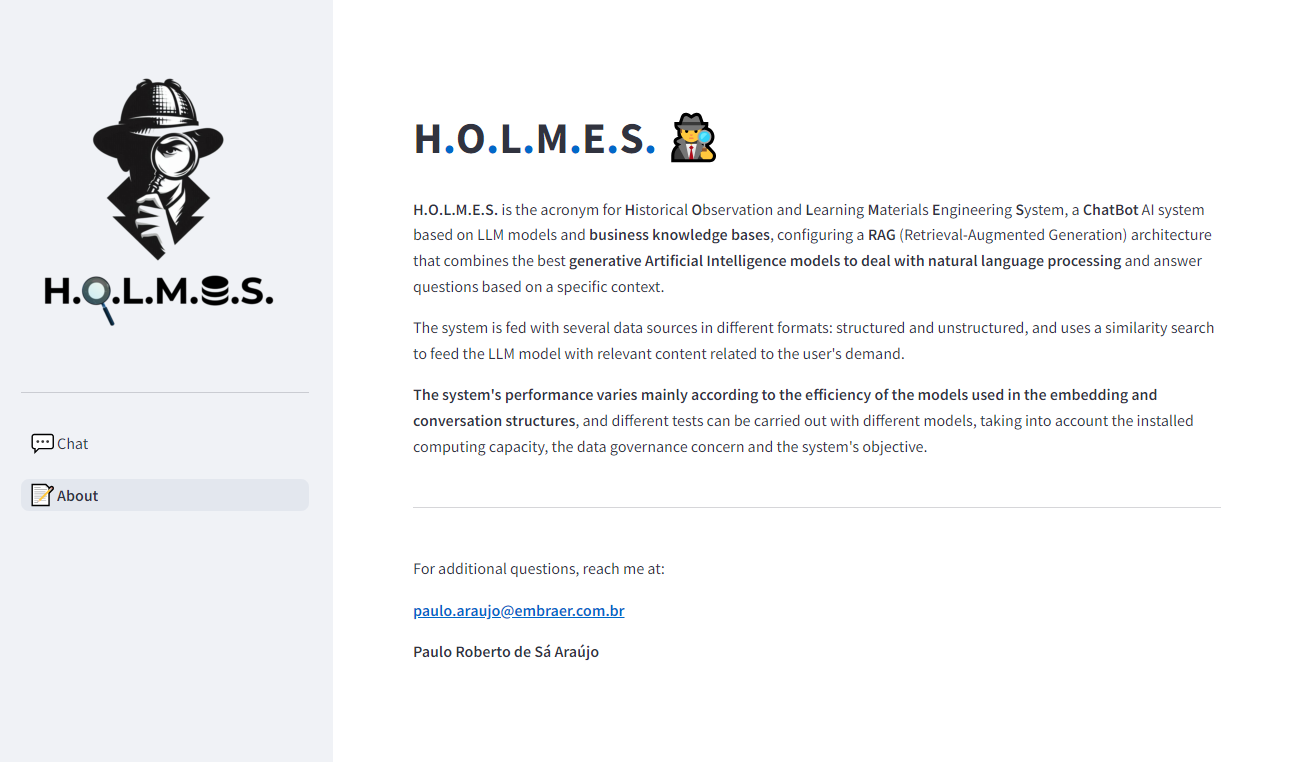 H.O.L.M.E.S.
Chat
About
H.O.L.M.E.S.
H.O.L.M.E.S. is the acronym for Historical Observation and Learning Materials Engineering System, a ChatBot AI system
based on LLM models and business knowledge bases, configuring a RAG (Retrieval-Augmented Generation) architecture
that combines the best generative Artificial Intelligence models to deal with natural language processing and answer
questions based on a specific context.
The system is fed with several data sources in different formats: structured and unstructured, and uses a similarity search
to feed the LLM model with relevant content related to the user's demand.
The system's performance varies mainly according to the efficiency of the models used in the embedding and
conversation structures, and different tests can be carried out with different models, taking into account the installed
computing capacity, the data governance concern and the system's objective.
For additional questions, reach me at:
paulo.araujo@embraer.com.br
Paulo Roberto de Sá Araújo